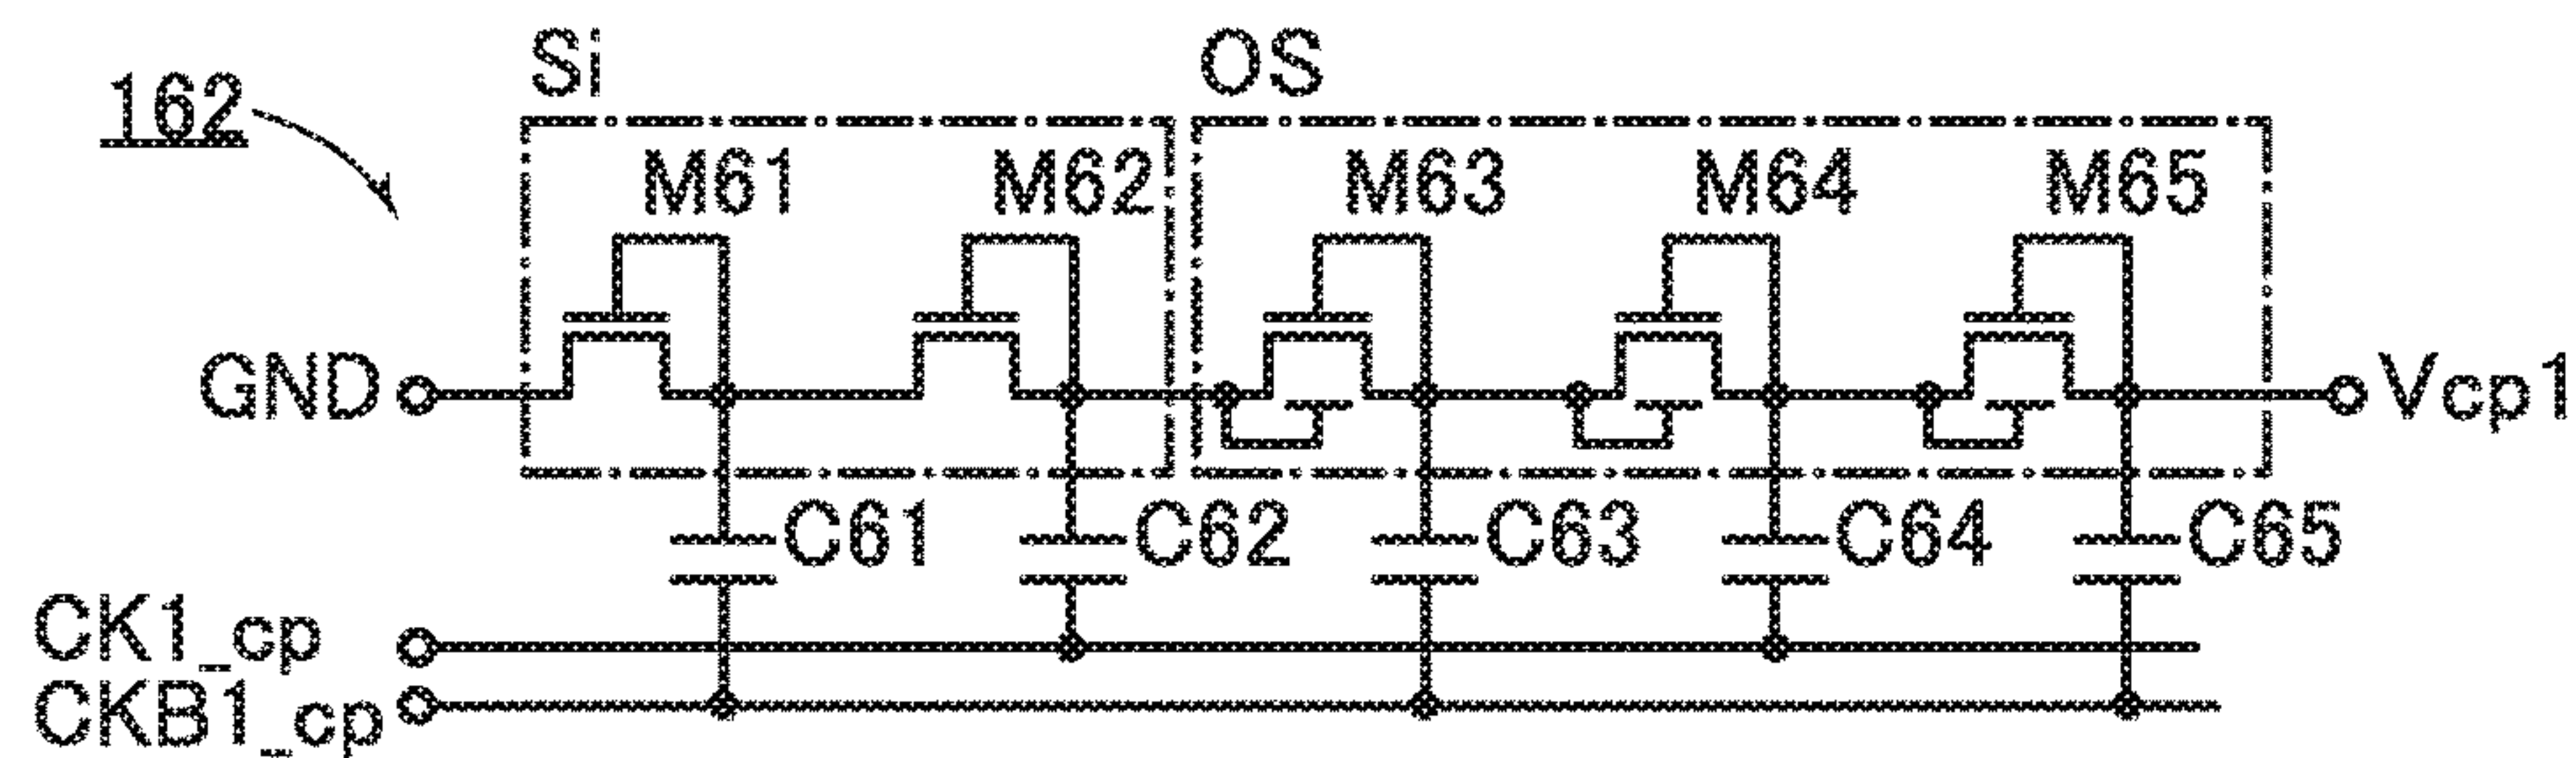 Si OS
162
M61 M62 M63 M64 M65
GND Vcp1
C61 C62 C63 C64 C65
CK1_cp
CKB1_cp